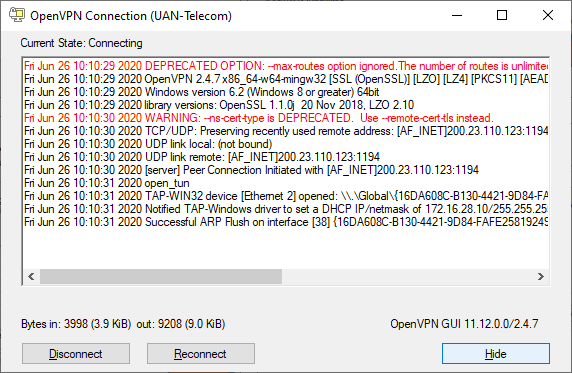 OpenVPN Connection (UAN-Telecom)
Current State: Connecting
Fri Jun 26 10:10:29 2020 DEPRECATED OPTION: --max-routes option ignored.The number of routes is unlimited
Fri Jun 26 10:10:29 2020 OpenVPN 2.4.7 x86_64-w64-mingw32 [SSL (OpenSSL)] [LZO] [LZ4] [PKCS11] [AEAD
Fri Jun 26 10:10:29 2020 Windows version 6.2 (Windows 8 or greater) 64bit
Fri Jun 26 10:10:29 2020 library versions: OpenSSL 1.1.0j  20 Nov 2018, LZO 2.10
Fri Jun 26 10:10:30 2020 WARNING: --ns-cert-type is DEPRECATED.  Use --remote-cert-tls instead.
Fri Jun 26 10:10:30 2020 TCP/UDP: Preserving recently used remote address: [AF_INET]200.23.110.123:1194
Fri Jun 26 10:10:30 2020 UDP link local: (not bound)
Fri Jun 26 10:10:30 2020 UDP link remote: [AF_INET]200.23.110.123:1194
Fri Jun 26 10:10:30 2020 [server] Peer Connection Initiated with [AF_INET]200.23.110.123:1194
Fri Jun 26 10:10:31 2020 open_tun
Fri Jun 26 10:10:31 2020 TAP-WIN32 device [Ethernet 2] opened: \\.\Global\{16DA608C-B130-4421-9D84-FA
Fri Jun 26 10:10:31 2020 Notified TAP-Windows driver to set a DHCP IP/netmask of 172.16.28.10/255.255.25
Fri Jun 26 10:10:31 2020 Successful ARP Flush on interface [38] {16DA608C-B130-4421-9D84-FAFE25819249
Bytes in: 3998 (3.9 KiB)  out: 9208 (9.0 KiB)
OpenVPN GUI 11.12.0.0/2.4.7
Disconnect
Reconnect
Hide